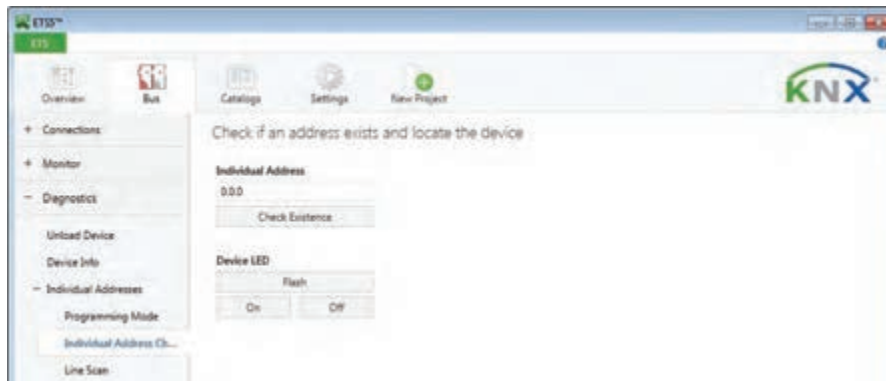 ETS5™
ETS
Overview
Bus
Catalogs
Settings
New Project
KNX
+ Connections
+ Monitor
− Diagnostics
Unload Device
Device Info
− Individual Addresses
Programming Mode
Individual Address Ch...
Line Scan
Check if an address exists and locate the device
Individual Address
0.0.0
Check Existence
Device LED
Flash
On
Off